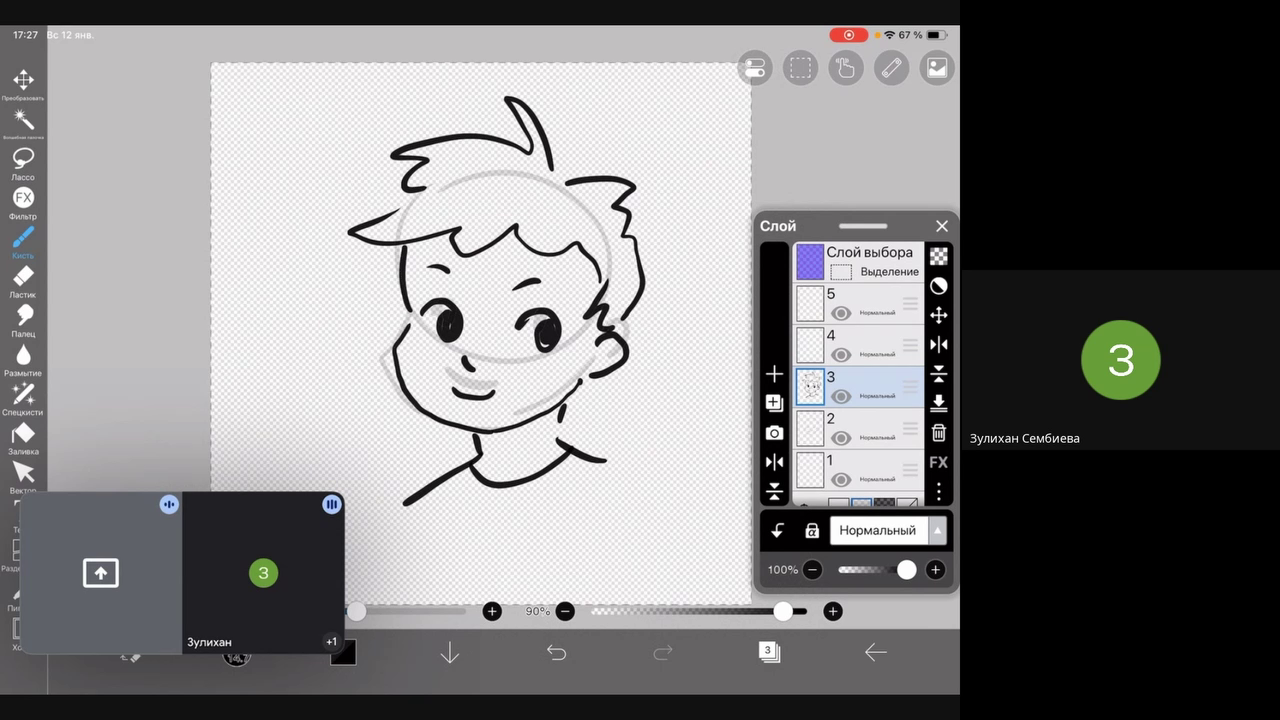 17:27 Вс 12 янв.
67 %
Преобразовать
Лассо
FX
Фильтр
Кисть
Ластик
Палец
Размытие
Спецкисти
Заливка
Вектор
Слой
Слой выбора
Выделение
5
Нормальный
4
Нормальный
3
Нормальный
2
Нормальный
1
Нормальный
FX
Нормальный
100%
90%
3
З
Зулихан
+1
З
Зулихан Сембиева